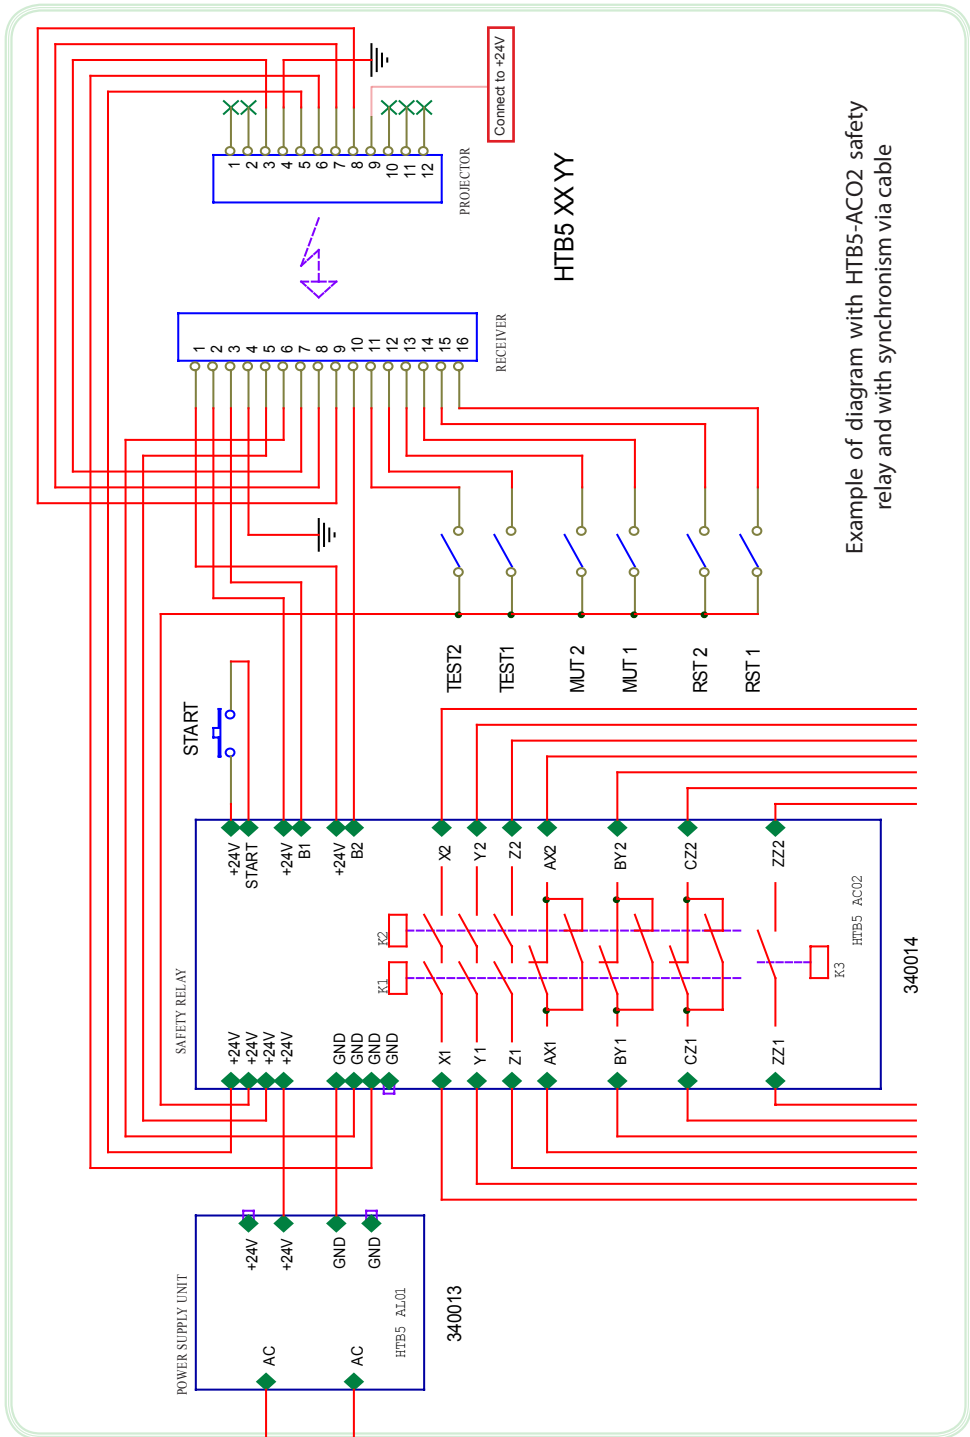 Connect to +24V
1
2
3
4
5
6
7
8
9
10
11
12
PROJECTOR
HTB5 XX YY
Example of diagram with HTB5-ACO2 safety
relay and with synchronism via cable
1
2
3
4
5
6
7
8
9
10
11
12
13
14
15
16
RECEIVER
TEST2
TEST1
MUT 2
MUT 1
RST 2
RST 1
START
SAFETY RELAY
+24V
START
+24V
B1
+24V
B2
X2
Y2
Z2
AX2
BY2
CZ2
ZZ2
K2
K1
K3
HTB5 AC02
+24V
+24V
+24V
+24V
GND
GND
GND
GND
X1
Y1
Z1
AX1
BY1
CZ1
ZZ1
340014
POWER SUPPLY UNIT
+24V
+24V
GND
GND
AC
AC
HTB5 AL01
340013